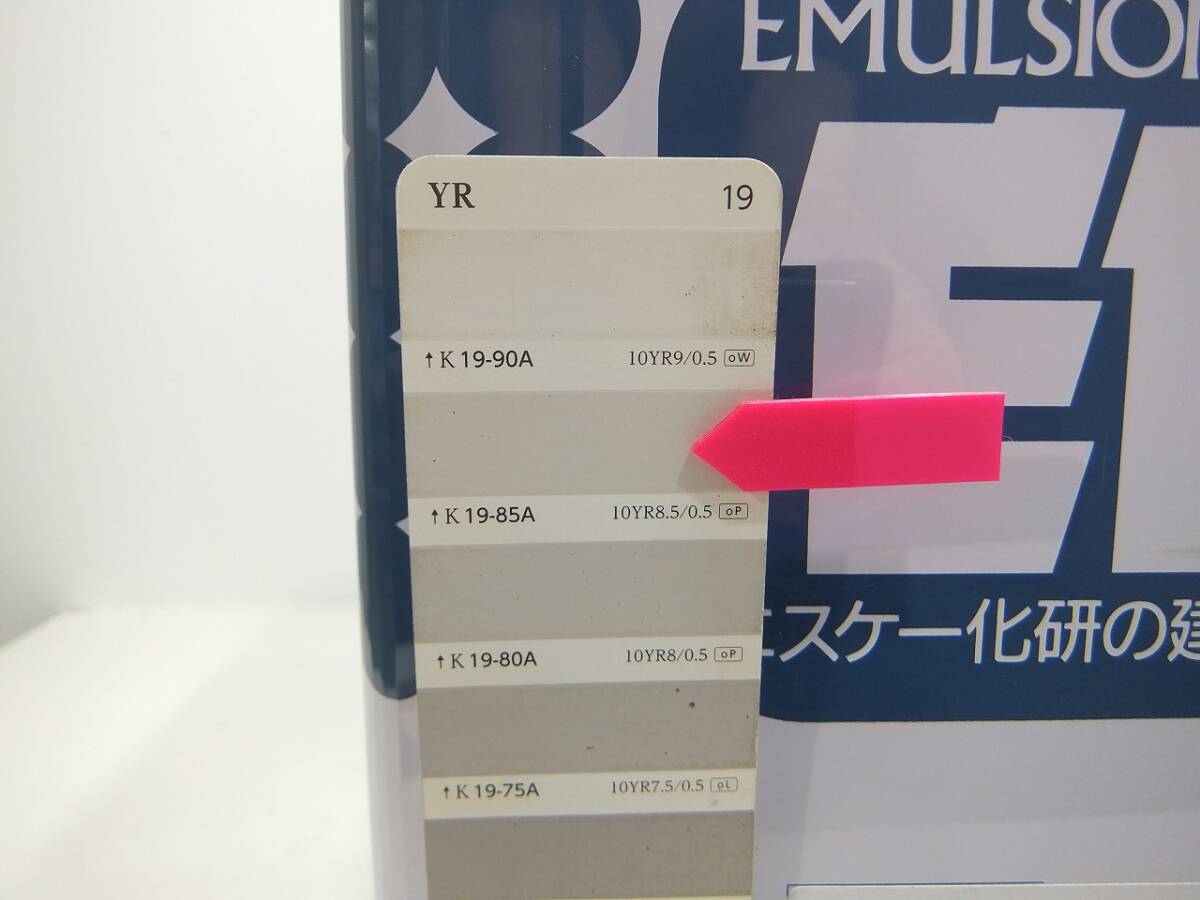 EMULSION
YR 19
↑K 19-90A 10YR9/0.5 oW
↑K 19-85A 10YR8.5/0.5 oP
↑K 19-80A 10YR8/0.5 oP
↑K 19-75A 10YR7.5/0.5 oL
エスケー化研の建